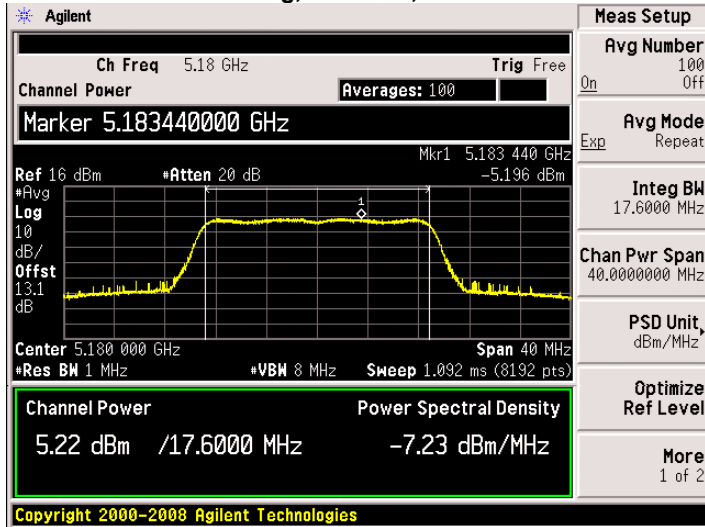 Agilent
Ch Freq 5.18 GHz Trig Free
Channel Power Averages: 100
Marker 5.183440000 GHz
Mkr1 5.183 440 GHz
Ref 16 dBm #Atten 20 dB -5.196 dBm
#Avg
Log
10
dB/
Offst
13.1
dB
1
Center 5.180 000 GHz Span 40 MHz
#Res BW 1 MHz #VBW 8 MHz Sweep 1.092 ms (8192 pts)
Channel Power Power Spectral Density
5.22 dBm /17.6000 MHz -7.23 dBm/MHz
Copyright 2000-2008 Agilent Technologies
Meas Setup
Avg Number
100
On Off
Avg Mode
Exp Repeat
Integ BW
17.6000 MHz
Chan Pwr Span
40.0000000 MHz
PSD Unit
dBm/MHz
Optimize
Ref Level
More
1 of 2